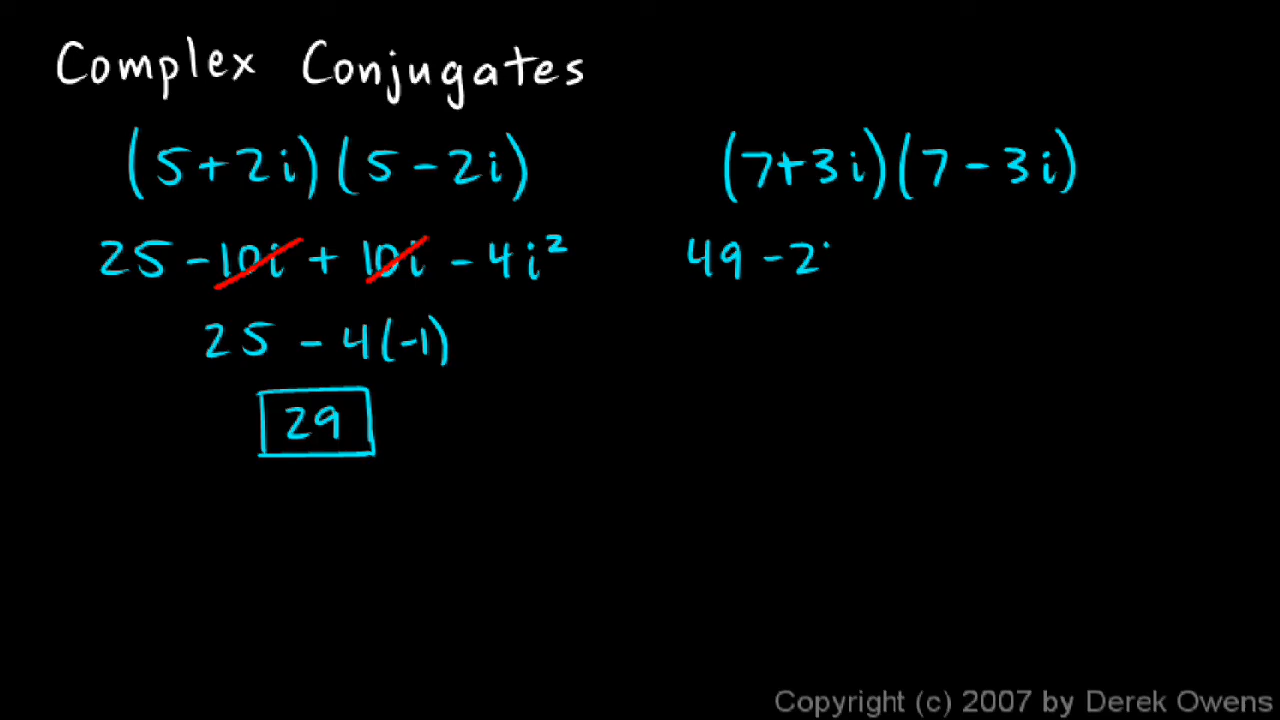 Complex Conjugates
(5+2i)(5-2i)
25 -10i + 10i - 4i²
25 - 4(-1)
29
(7+3i)(7-3i)
49 -2
Copyright (c) 2007 by Derek Owens